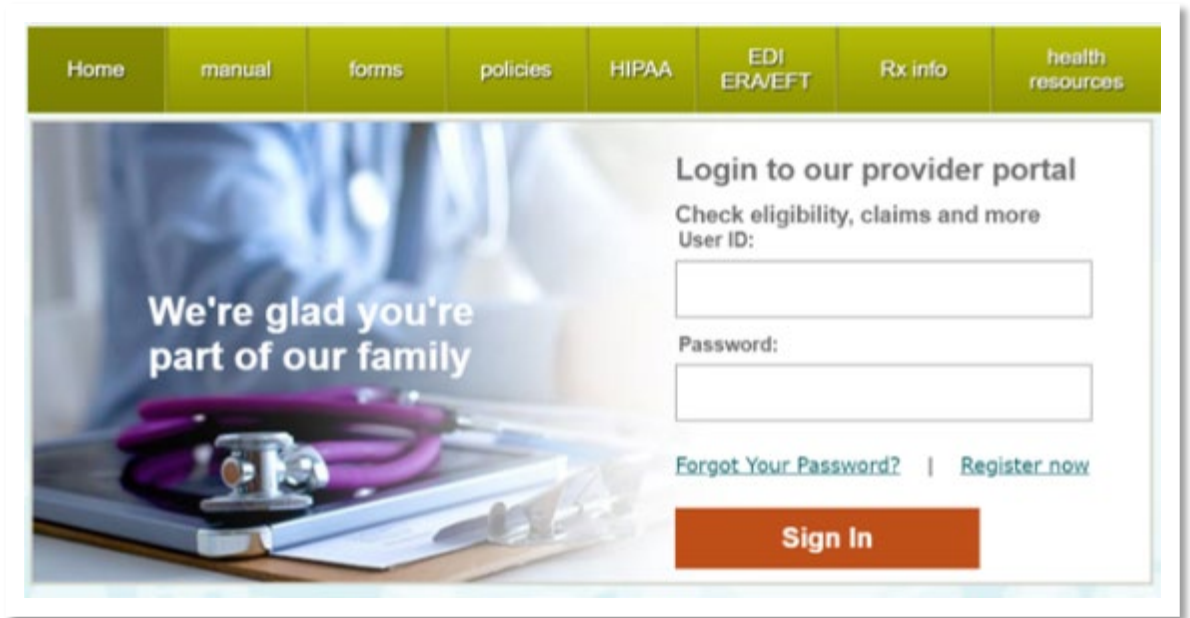 Home
manual
forms
policies
HIPAA
EDI
ERA/EFT
Rx info
health
resources
We're glad you're
part of our family
Login to our provider portal
Check eligibility, claims and more
User ID:
Password:
Forgot Your Password? | Register now
Sign In